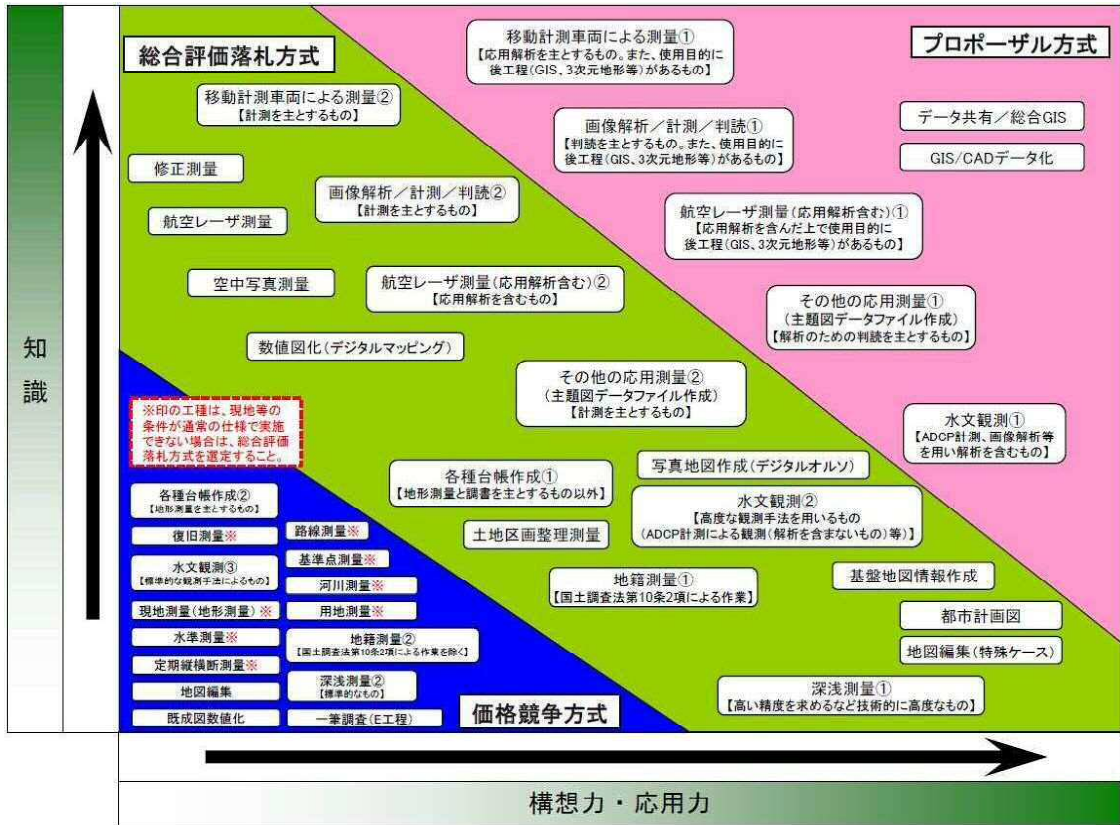 総合評価落札方式
プロポーザル方式
移動計測車両による測量①
【応用解析を主とするもの。また、使用目的に
後工程(GIS、3次元地形等)があるもの】
移動計測車両による測量②
【計測を主とするもの】
画像解析/計測/判読①
【判読を主とするもの。また、使用目的に
後工程(GIS、3次元地形等)があるもの】
データ共有/総合GIS
GIS/CADデータ化
修正測量
画像解析/計測/判読②
【計測を主とするもの】
航空レーザ測量
航空レーザ測量(応用解析含む)①
【応用解析を含んだ上で使用目的に
後工程(GIS、3次元地形等)があるもの】
空中写真測量
航空レーザ測量(応用解析含む)②
【応用解析を含むもの】
その他の応用測量①
(主題図データファイル作成)
【解析のための判読を主とするもの】
数値図化(デジタルマッピング)
その他の応用測量②
(主題図データファイル作成)
【計測を主とするもの】
水文観測①
【ADCP計測、画像解析等
を用い解析を含むもの】
※印の工種は、現地等の
条件が通常の仕様で実施
できない場合は、総合評価
落札方式を選定すること。
各種台帳作成①
【地形測量と調書を主とするもの以外】
写真地図作成(デジタルオルソ)
水文観測②
【高度な観測手法を用いるもの
(ADCP計測による観測(解析を含まないもの)等)】
土地区画整理測量
地籍測量①
【国土調査法第10条2項による作業】
基盤地図情報作成
都市計画図
地図編集(特殊ケース)
深浅測量①
【高い精度を求めるなど技術的に高度なもの】
各種台帳作成②
【地形測量を主とするもの】
復旧測量※
水文観測③
【標準的な観測手法によるもの】
現地測量(地形測量)※
水準測量※
定期縦横断測量※
地図編集
既成図数値化
路線測量※
基準点測量※
河川測量※
用地測量※
地籍測量②
【国土調査法第10条2項による作業を除く】
深浅測量②
【標準的なもの】
一筆調査(E工程)
価格競争方式
知
識
構想力・応用力